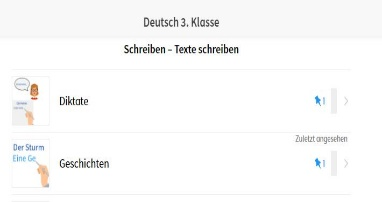 Deutsch 3. Klasse
Schreiben – Texte schreiben
Diktate
1
Zuletzt angesehen
Der Sturm
Eine Ge
Geschichten
1